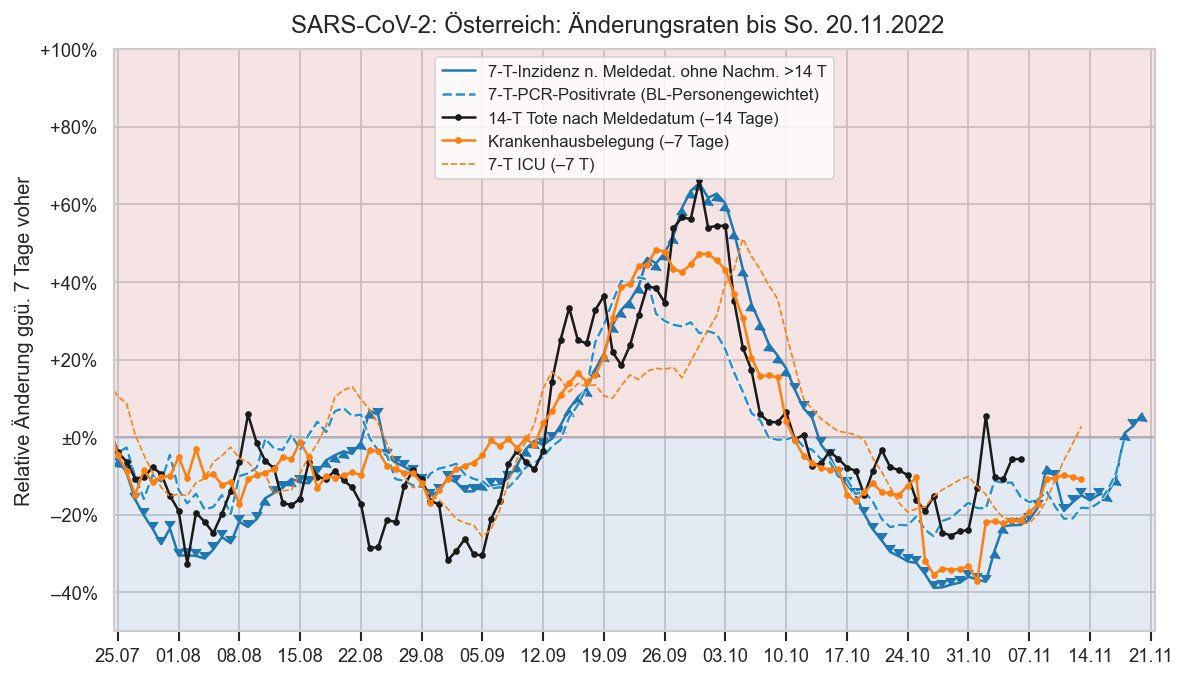 SARS-CoV-2: Österreich: Änderungsraten bis So. 20.11.2022
7-T-Inzidenz n. Meldedat. ohne Nachm. >14 T
7-T-PCR-Positivrate (BL-Personengewichtet)
14-T Tote nach Meldedatum (–14 Tage)
Krankenhausbelegung (–7 Tage)
7-T ICU (–7 T)
Relative Änderung ggü. 7 Tage voher
+100%
+80%
+60%
+40%
+20%
±0%
–20%
–40%
25.07 01.08 08.08 15.08 22.08 29.08 05.09 12.09 19.09 26.09 03.10 10.10 17.10 24.10 31.10 07.11 14.11 21.11